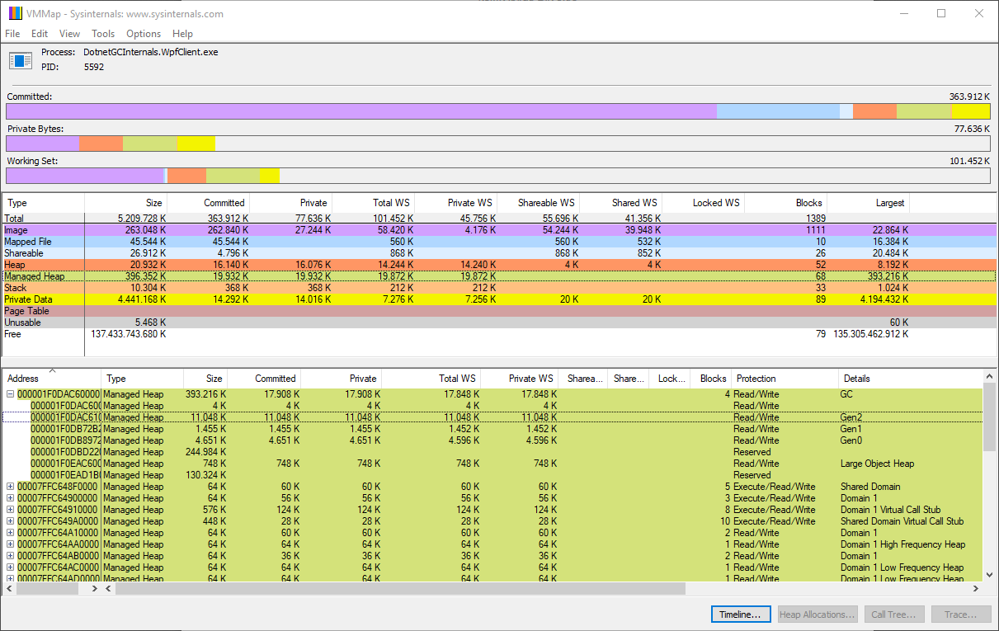 VMMap - Sysinternals: www.sysinternals.com
File Edit View Tools Options Help
Process: DotnetGCInternals.WpfClient.exe
PID: 5592
Committed: 363.912 K
Private Bytes: 77.636 K
Working Set: 101.452 K
Type Size Committed Private Total WS Private WS Shareable WS Shared WS Locked WS Blocks Largest
Total 5.209.728 K 363.912 K 77.636 K 101.452 K 45.756 K 55.696 K 41.356 K 1389
Image 263.048 K 262.840 K 27.244 K 58.420 K 4.176 K 54.244 K 39.948 K 1111 22.864 K
Mapped File 45.544 K 45.544 K 560 K 560 K 532 K 10 16.384 K
Shareable 26.912 K 4.796 K 868 K 868 K 852 K 26 20.484 K
Heap 20.932 K 16.140 K 16.076 K 14.244 K 14.240 K 4 K 4 K 52 8.192 K
Managed Heap 396.352 K 19.932 K 19.932 K 19.872 K 19.872 K 68 393.216 K
Stack 10.304 K 368 K 368 K 212 K 212 K 33 1.024 K
Private Data 4.441.168 K 14.292 K 14.016 K 7.276 K 7.256 K 20 K 20 K 89 4.194.432 K
Page Table
Unusable 5.468 K 60 K
Free 137.433.743.680 K 79 135.305.462.912 K
Address Type Size Committed Private Total WS Private WS Sharea... Share... Lock... Blocks Protection Details
000001F0DAC60000 Managed Heap 393.216 K 17.908 K 17.908 K 17.848 K 17.848 K 4 Read/Write GC
000001F0DAC600 Managed Heap 4 K 4 K 4 K 4 K 4 K Read/Write
000001F0DAC610 Managed Heap 11.048 K 11.048 K 11.048 K 11.048 K 11.048 K Read/Write Gen2
000001F0DB72B2 Managed Heap 1.455 K 1.455 K 1.455 K 1.452 K 1.452 K Read/Write Gen1
000001F0DB8972 Managed Heap 4.651 K 4.651 K 4.651 K 4.596 K 4.596 K Read/Write Gen0
000001F0DBD220 Managed Heap 244.984 K Reserved
000001F0EAC600 Managed Heap 748 K 748 K 748 K 748 K 748 K Read/Write Large Object Heap
000001F0EAD1B0 Managed Heap 130.324 K Reserved
00007FFC648F0000 Managed Heap 64 K 60 K 60 K 60 K 60 K 5 Execute/Read/Write Shared Domain
00007FFC64900000 Managed Heap 64 K 56 K 56 K 56 K 56 K 3 Execute/Read/Write Domain 1
00007FFC64910000 Managed Heap 576 K 124 K 124 K 124 K 124 K 8 Execute/Read/Write Domain 1 Virtual Call Stub
00007FFC649A0000 Managed Heap 448 K 28 K 28 K 28 K 28 K 10 Execute/Read/Write Shared Domain Virtual Call Stub
00007FFC64A10000 Managed Heap 64 K 60 K 60 K 60 K 60 K 2 Read/Write Domain 1
00007FFC64AA0000 Managed Heap 64 K 64 K 64 K 64 K 64 K 1 Read/Write Domain 1 High Frequency Heap
00007FFC64AB0000 Managed Heap 64 K 36 K 36 K 36 K 36 K 2 Read/Write Domain 1
00007FFC64AC0000 Managed Heap 64 K 64 K 64 K 64 K 64 K 1 Read/Write Domain 1 Low Frequency Heap
00007FFC64AD0000 Managed Heap 64 K 64 K 64 K 64 K 64 K 1 Read/Write Domain 1 Low Frequency Heap
Timeline... Heap Allocations... Call Tree... Trace...